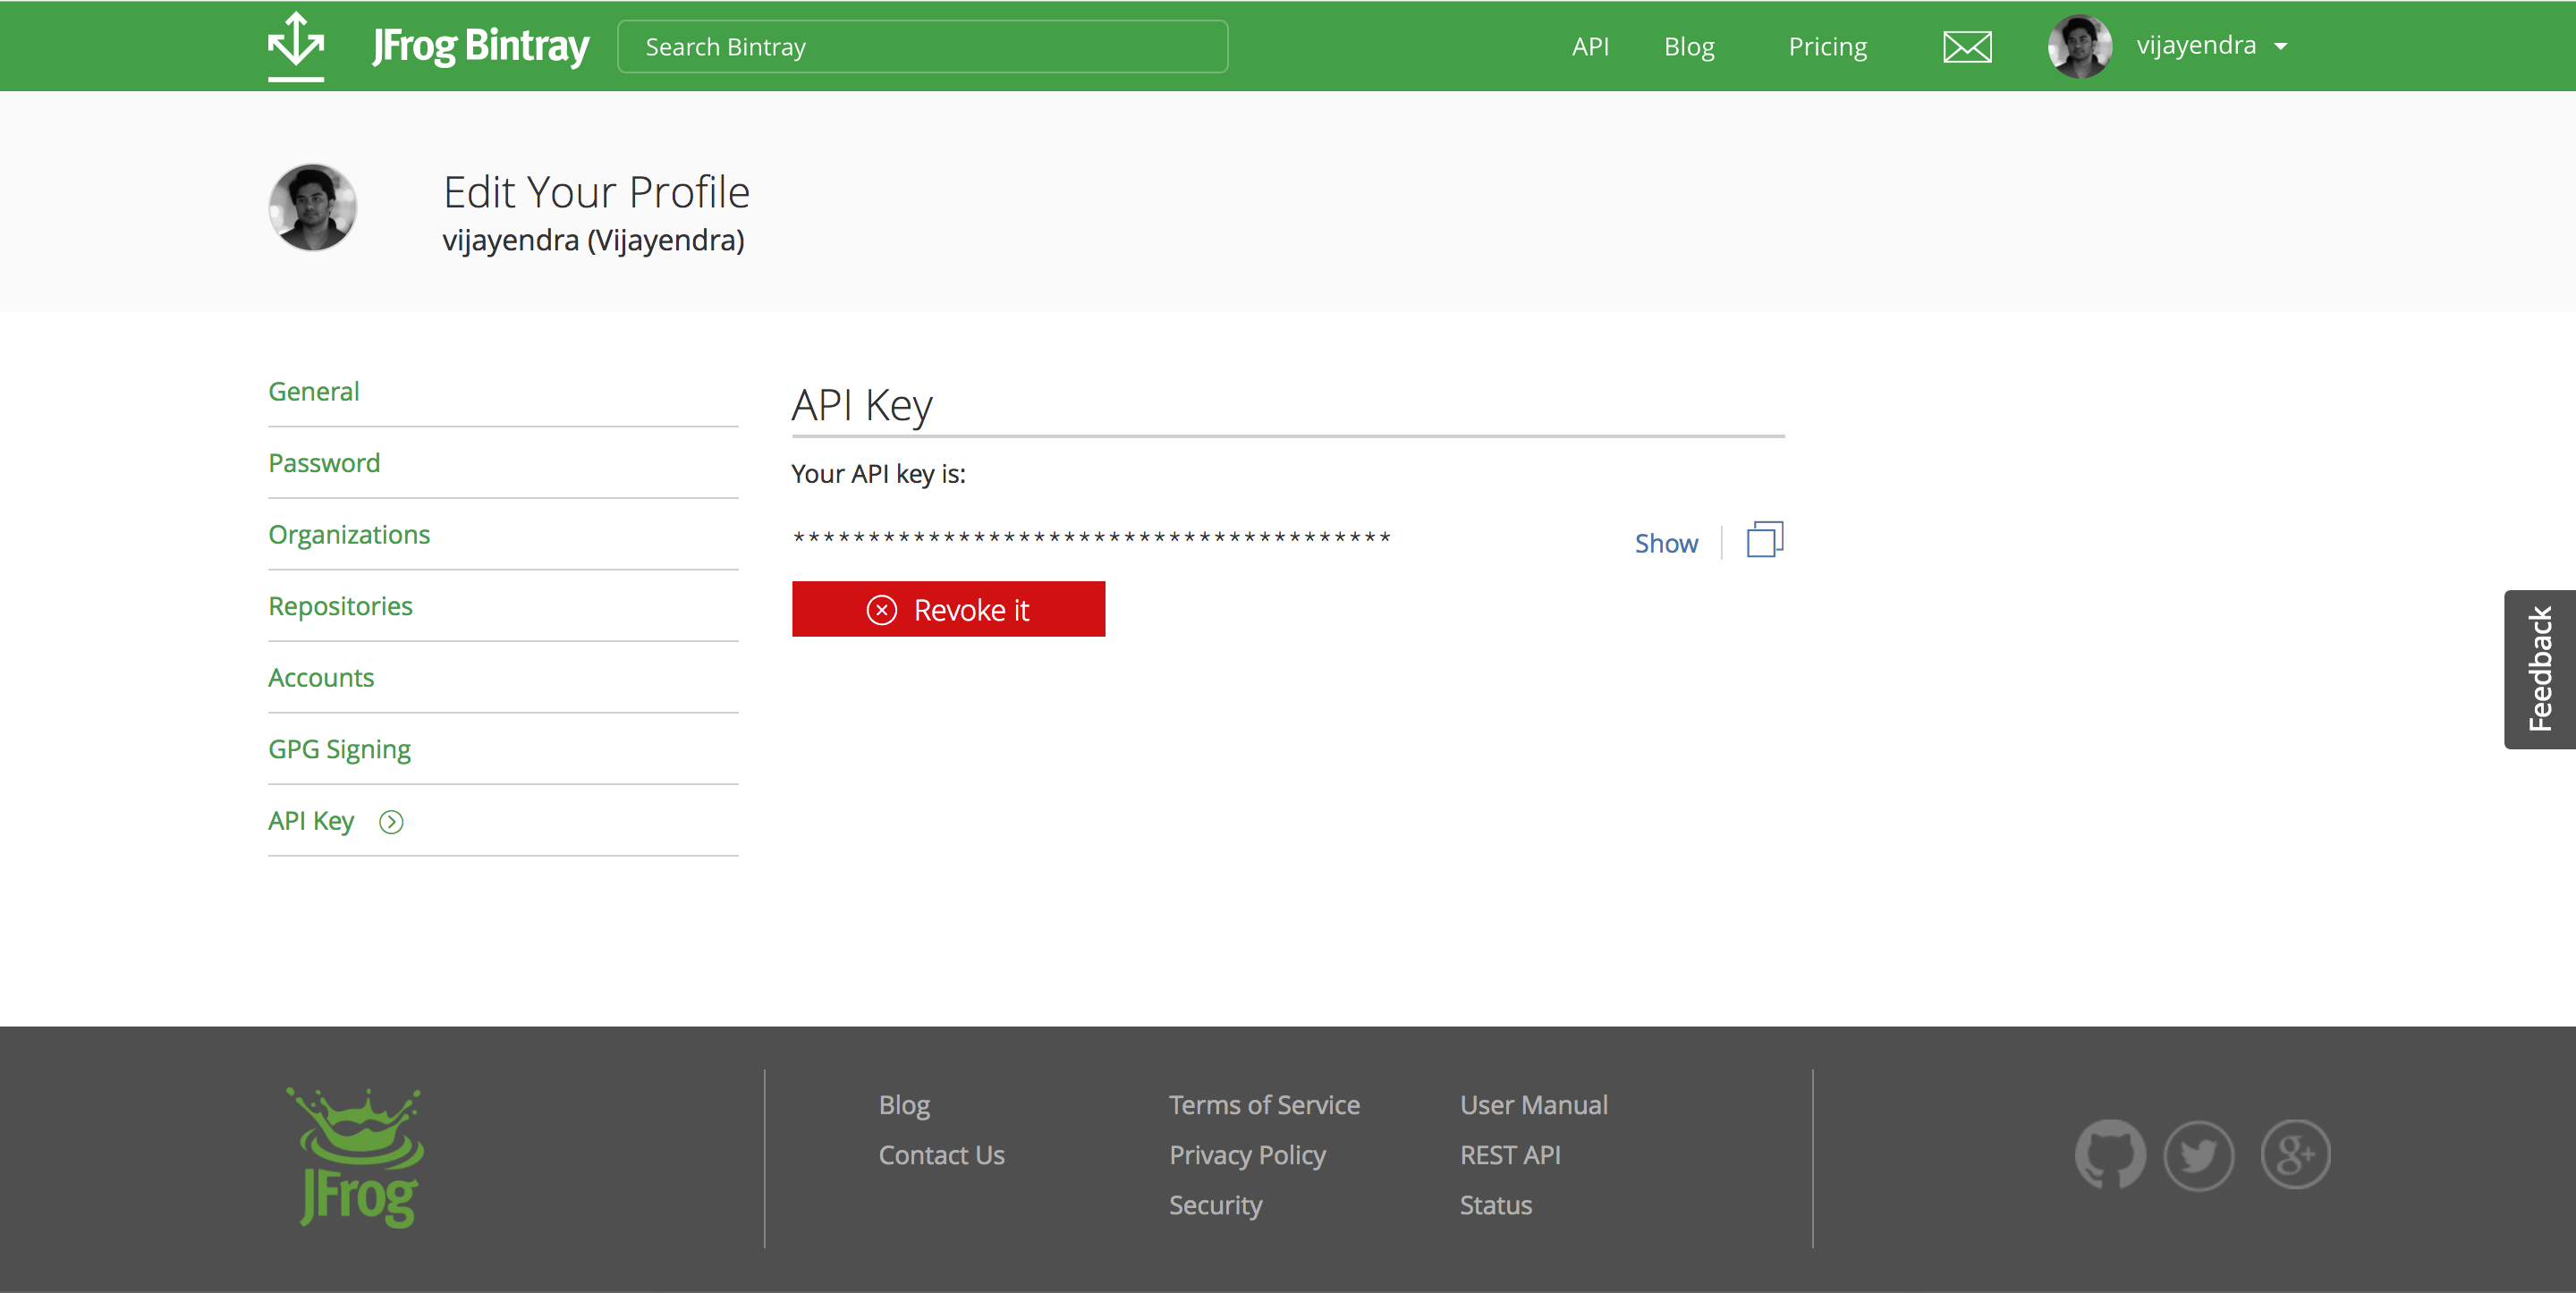 JFrog Bintray
Search Bintray
API
Blog
Pricing
vijayendra
Edit Your Profile
vijayendra (Vijayendra)
General
Password
Organizations
Repositories
Accounts
GPG Signing
API Key
API Key
Your API key is:
****************************************
Show
Revoke it
Feedback
JFrog
Blog
Contact Us
Terms of Service
Privacy Policy
Security
User Manual
REST API
Status
g+